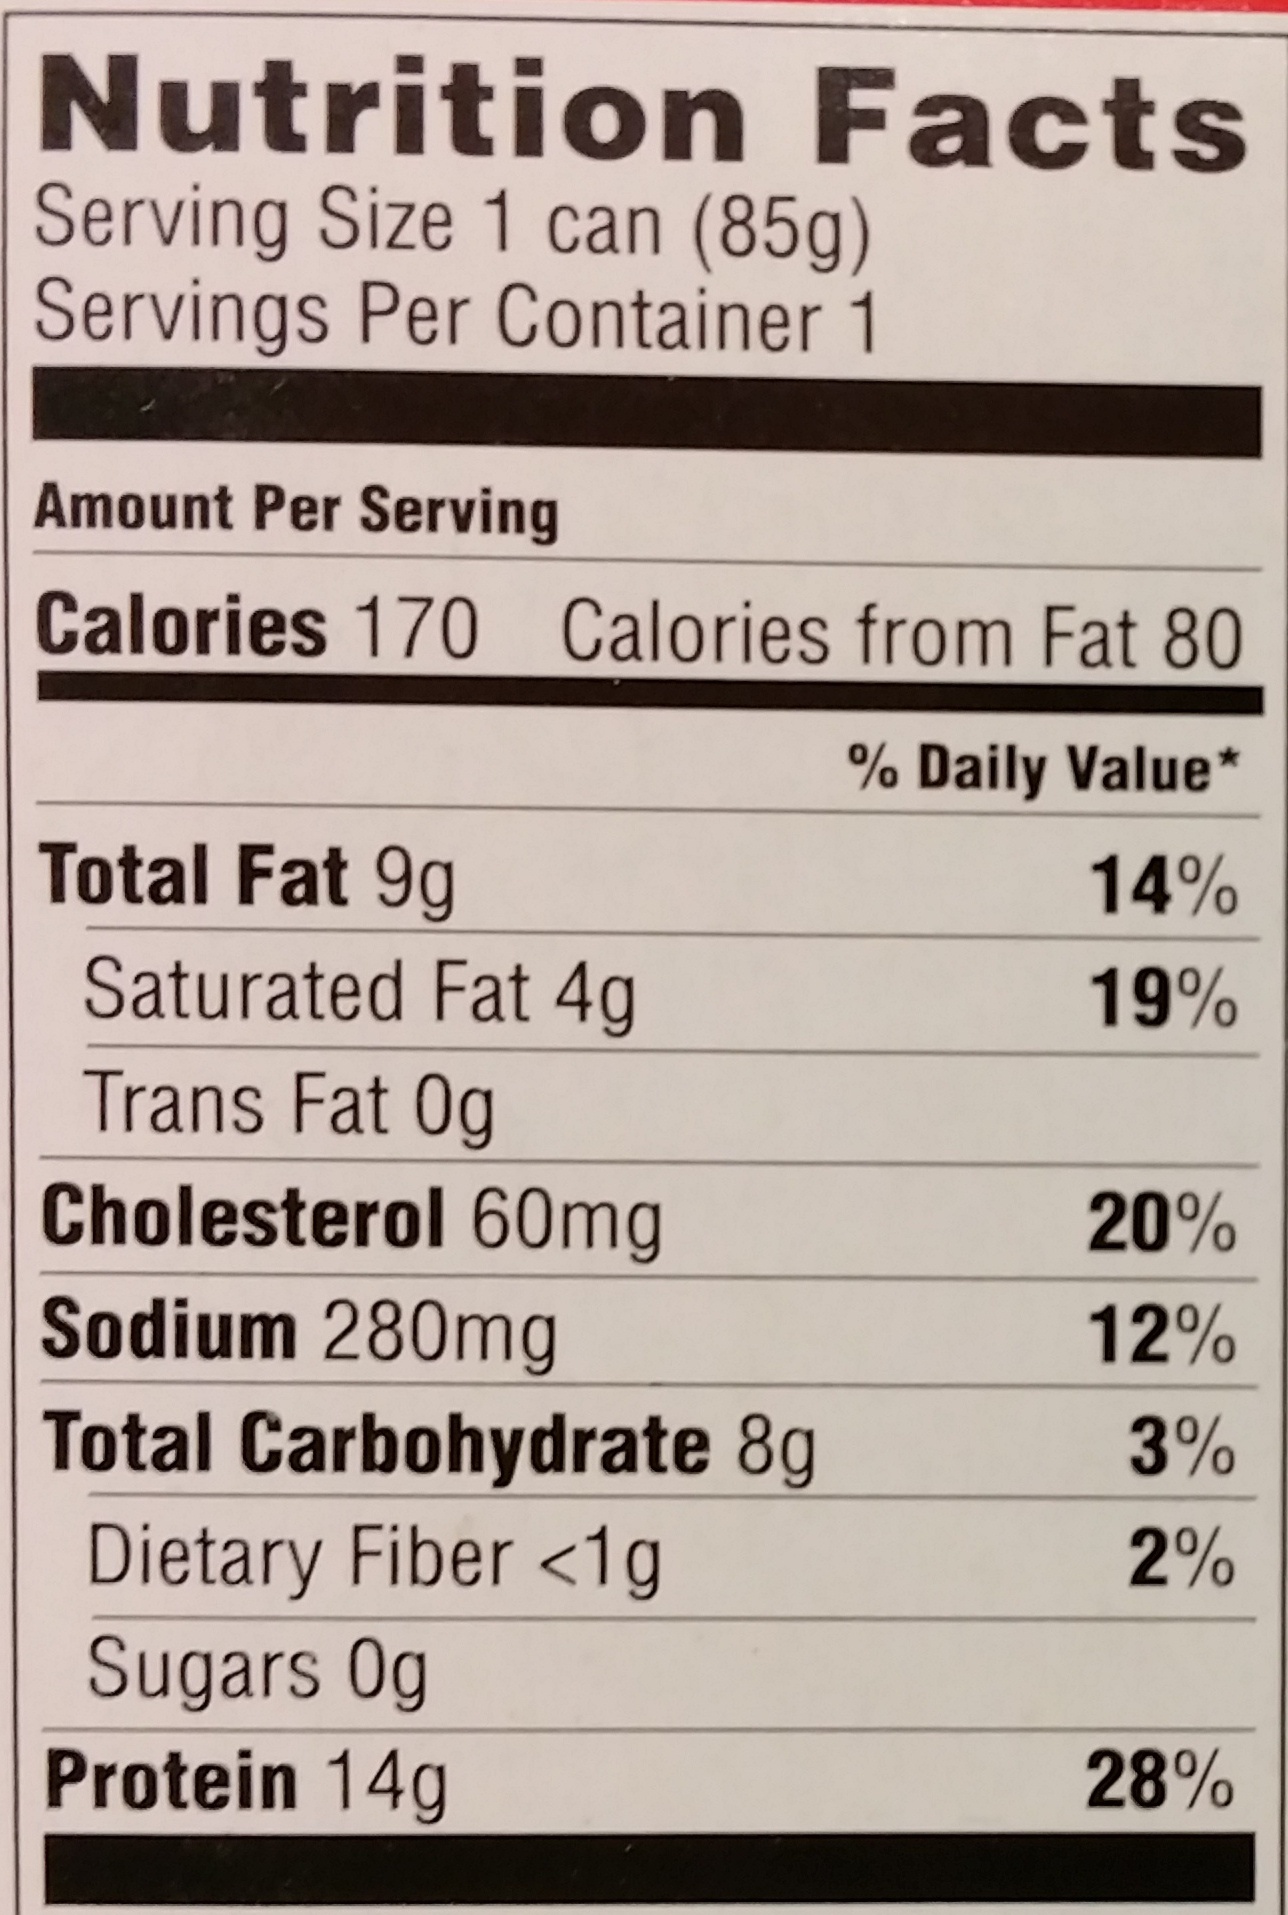 Nutrition Facts
Serving Size 1 can (85g)
Servings Per Container 1
Amount Per Serving
Calories 170 Calories from Fat 80
% Daily Value*
Total Fat 9g 14%
Saturated Fat 4g 19%
Trans Fat 0g
Cholesterol 60mg 20%
Sodium 280mg 12%
Total Carbohydrate 8g 3%
Dietary Fiber <1g 2%
Sugars 0g
Protein 14g 28%